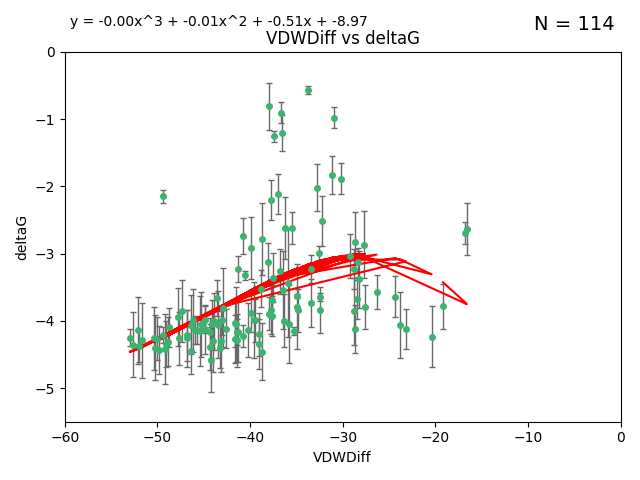 y = -0.00x^3 + -0.01x^2 + -0.51x + -8.97
N = 114
VDWDiff vs deltaG
0
−1
−2
−3
−4
−5
deltaG
−60
−50
−40
−30
−20
−10
0
VDWDiff